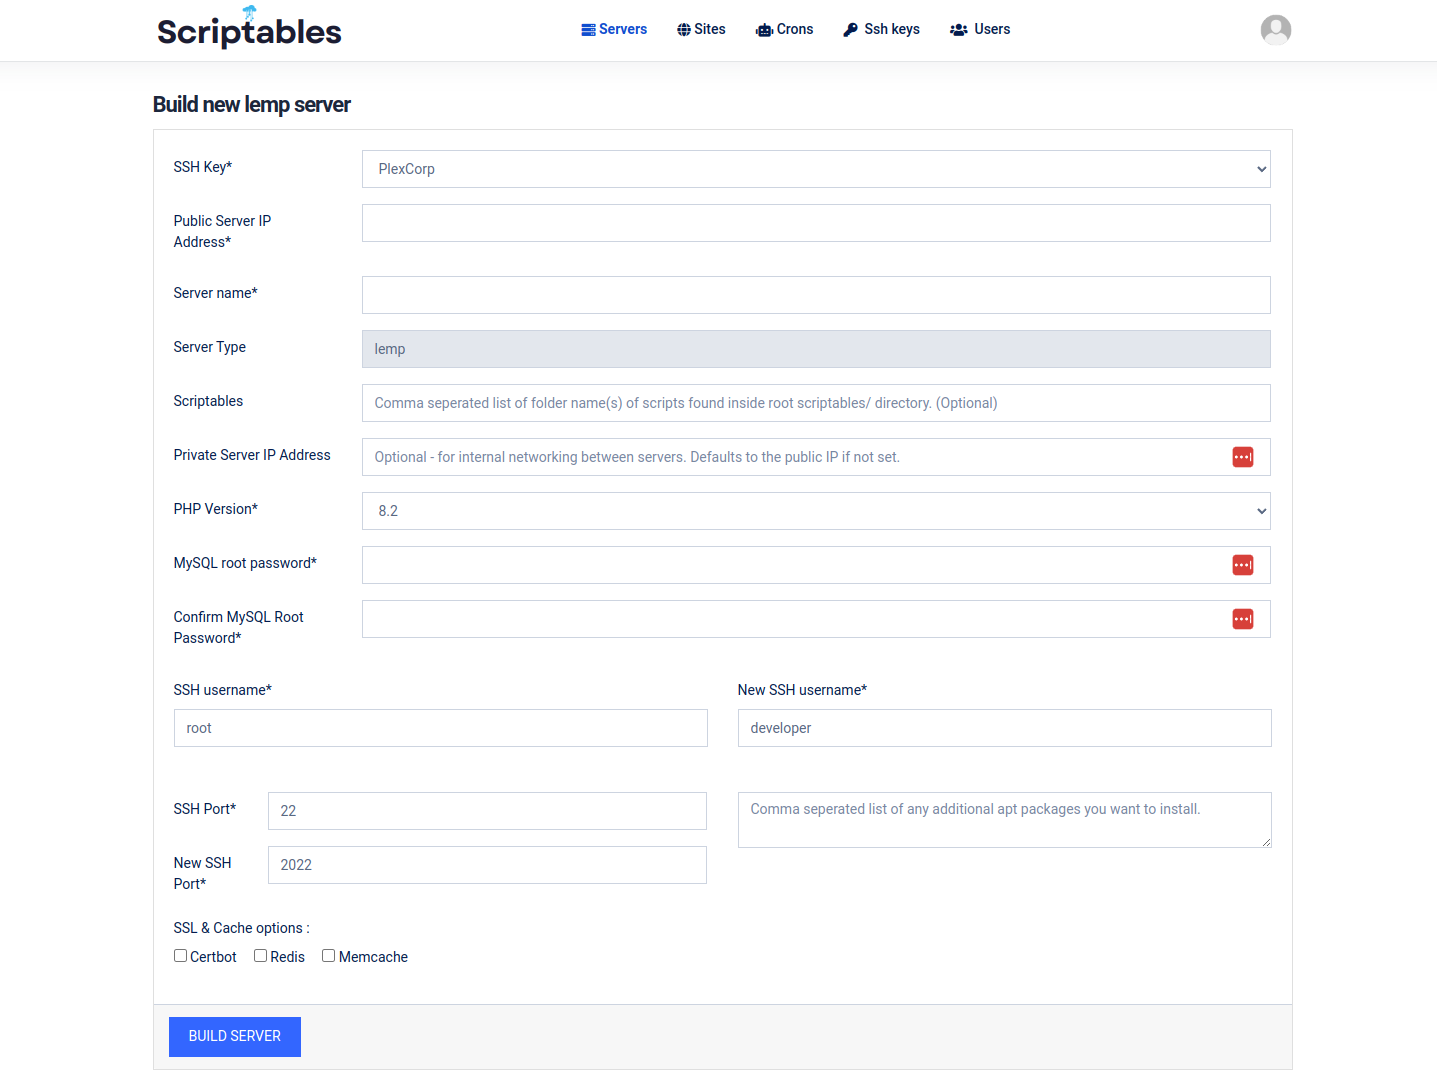 Scriptables
Servers Sites Crons Ssh keys Users
Build new lemp server
SSH Key*
PlexCorp
Public Server IP
Address*
Server name*
Server Type
lemp
Scriptables
Comma seperated list of folder name(s) of scripts found inside root scriptables/ directory. (Optional)
Private Server IP Address
Optional - for internal networking between servers. Defaults to the public IP if not set.
PHP Version*
8.2
MySQL root password*
Confirm MySQL Root
Password*
SSH username*
root
New SSH username*
developer
SSH Port*
22
Comma seperated list of any additional apt packages you want to install.
New SSH
Port*
2022
SSL & Cache options :
Certbot Redis Memcache
BUILD SERVER